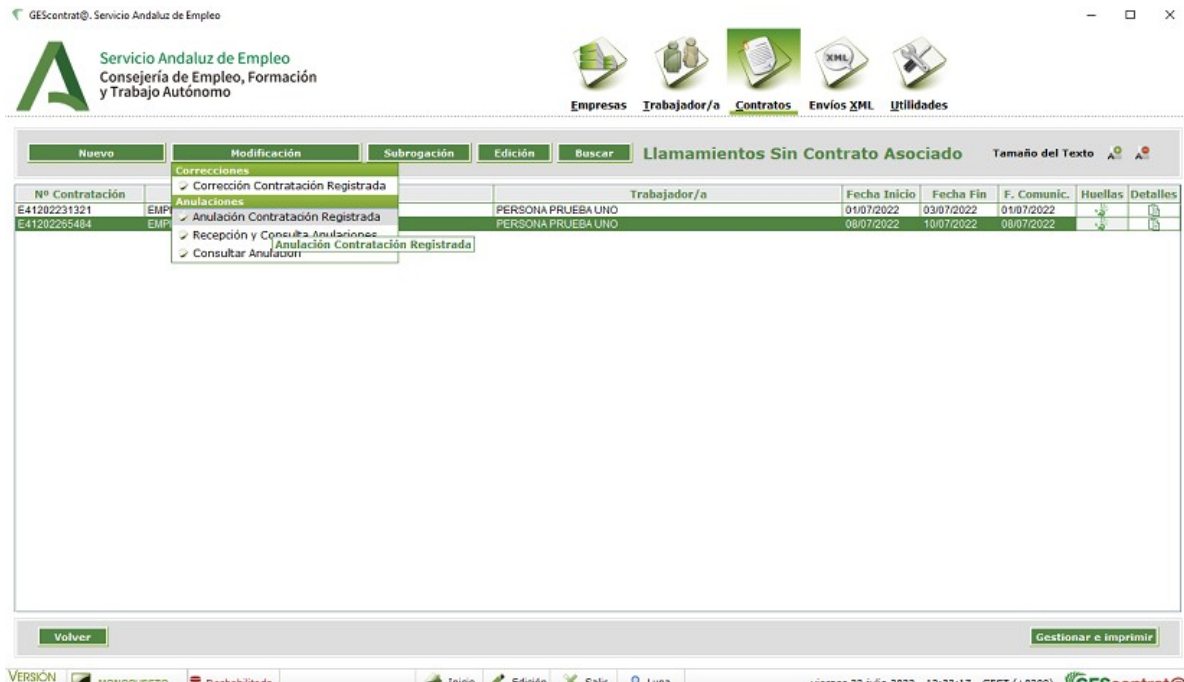 GEScontrat@. Servicio Andaluz de Empleo
Servicio Andaluz de Empleo
Consejería de Empleo, Formación
y Trabajo Autónomo
Empresas Trabajador/a Contratos Envíos XML Utilidades
Nuevo Modificación Subrogación Edición Buscar Llamamientos Sin Contrato Asociado Tamaño del Texto
Correcciones
Corrección Contratación Registrada
Anulaciones
Anulación Contratación Registrada
Recepción y Consulta Anulaciones
Anulación Contratación Registrada
Consultar Anulación
Nº Contratación Trabajador/a Fecha Inicio Fecha Fin F. Comunic. Huellas Detalles
E41202231321 PERSONA PRUEBA UNO 01/07/2022 03/07/2022 01/07/2022
E41202265484 PERSONA PRUEBA UNO 08/07/2022 10/07/2022 08/07/2022
Volver Gestionar e imprimir
VERSIÓN MONOPUESTO Deshabilitado Inicio Edición Salir GEScontrat@